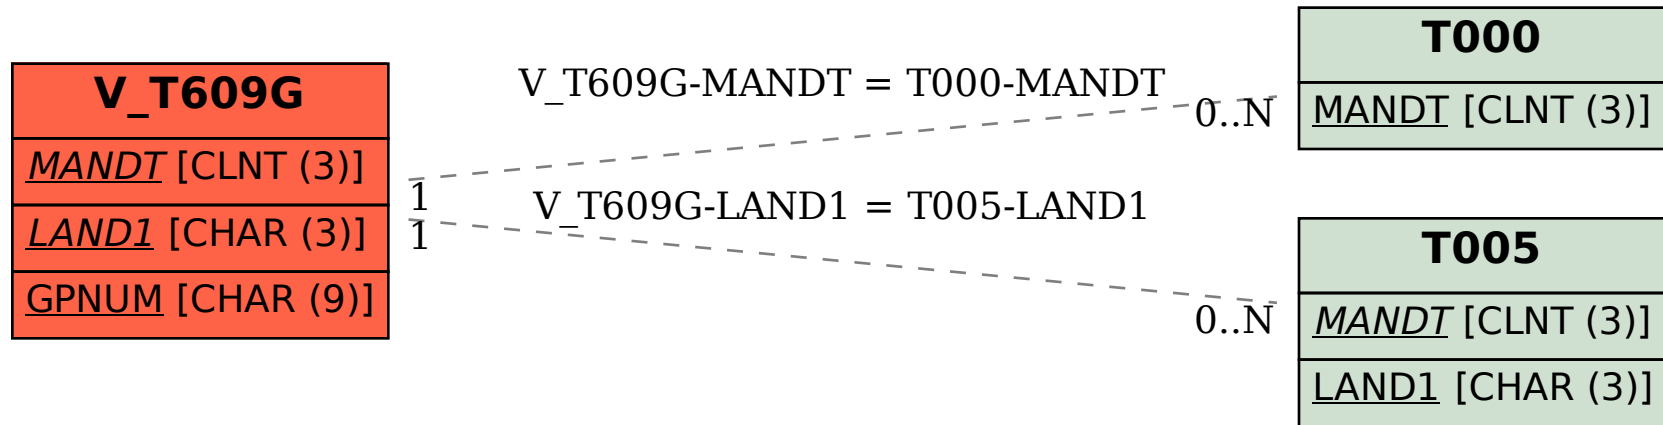 V_T609G
MANDT [CLNT (3)]
LAND1 [CHAR (3)]
GPNUM [CHAR (9)]
V_T609G-MANDT = T000-MANDT
0..N
1
V_T609G-LAND1 = T005-LAND1
1
0..N
T000
MANDT [CLNT (3)]
T005
MANDT [CLNT (3)]
LAND1 [CHAR (3)]